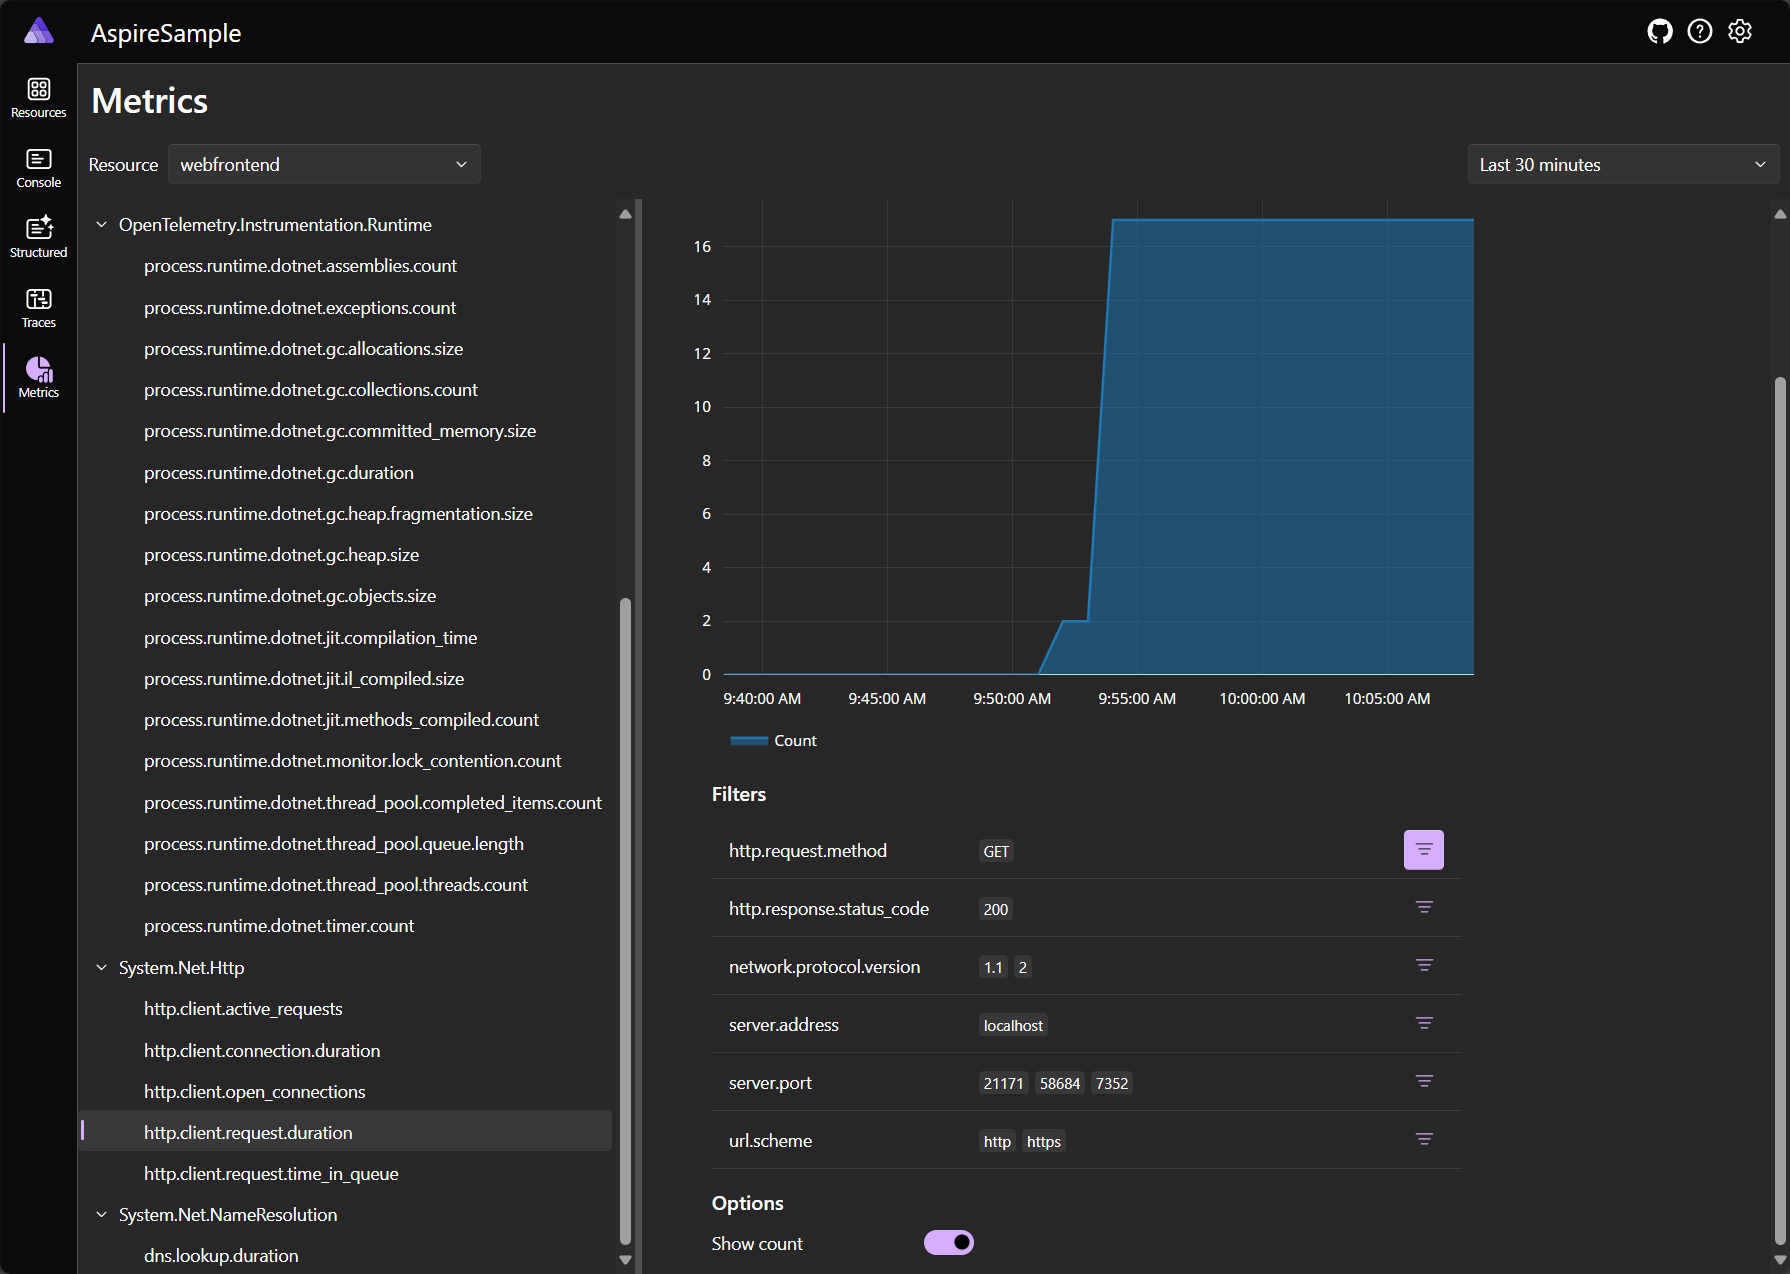 AspireSample
Resources
Console
Structured
Traces
Metrics
Metrics
Resource
webfrontend
Last 30 minutes
OpenTelemetry.Instrumentation.Runtime
process.runtime.dotnet.assemblies.count
process.runtime.dotnet.exceptions.count
process.runtime.dotnet.gc.allocations.size
process.runtime.dotnet.gc.collections.count
process.runtime.dotnet.gc.committed_memory.size
process.runtime.dotnet.gc.duration
process.runtime.dotnet.gc.heap.fragmentation.size
process.runtime.dotnet.gc.heap.size
process.runtime.dotnet.gc.objects.size
process.runtime.dotnet.jit.compilation_time
process.runtime.dotnet.jit.il_compiled.size
process.runtime.dotnet.jit.methods_compiled.count
process.runtime.dotnet.monitor.lock_contention.count
process.runtime.dotnet.thread_pool.completed_items.count
process.runtime.dotnet.thread_pool.queue.length
process.runtime.dotnet.thread_pool.threads.count
process.runtime.dotnet.timer.count
System.Net.Http
http.client.active_requests
http.client.connection.duration
http.client.open_connections
http.client.request.duration
http.client.request.time_in_queue
System.Net.NameResolution
dns.lookup.duration
16
14
12
10
8
6
4
2
0
9:40:00 AM 9:45:00 AM 9:50:00 AM 9:55:00 AM 10:00:00 AM 10:05:00 AM
Count
Filters
http.request.method GET
http.response.status_code 200
network.protocol.version 1.1 2
server.address localhost
server.port 21171 58684 7352
url.scheme http https
Options
Show count